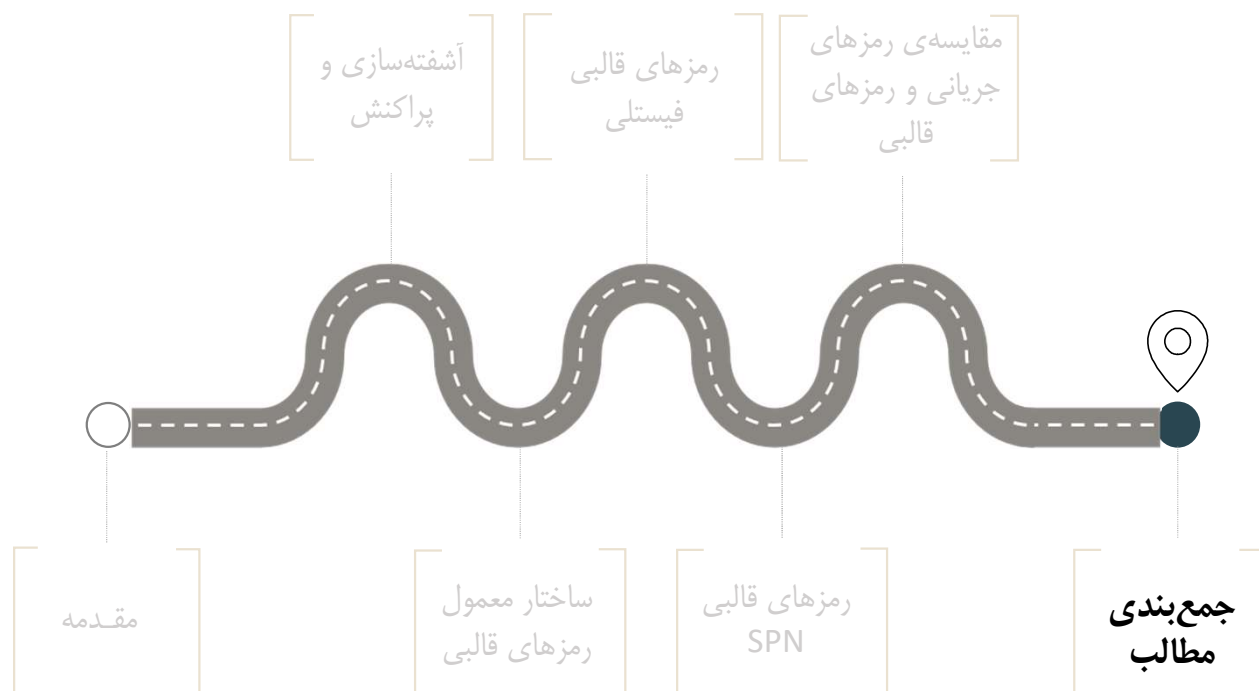 آشفته‌سازی و
پراکنش
رمزهای قالبی
فیستلی
مقایسه‌ی رمزهای
جریانی و رمزهای
قالبی
مقـدمه
ساختار معمول
رمزهای قالبی
رمزهای قالبی
SPN
جمع‌بندی
مطالب